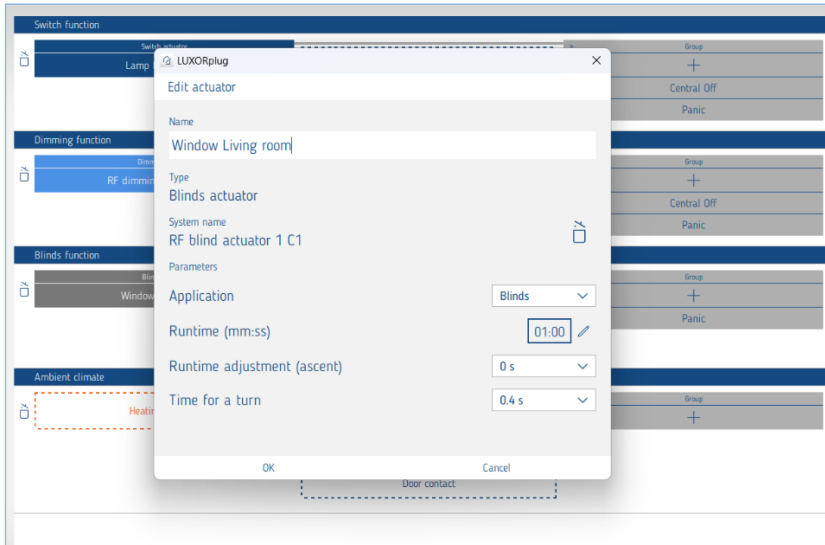 Switch function
Switch actuator
Lamp
Group
Central Off
Panic
Dimming function
RF dimmin
Group
Central Off
Panic
Blinds function
Window
Group
Panic
Ambient climate
Heatin
Group
LUXORplug
Edit actuator
Name
Window Living room
Type
Blinds actuator
System name
RF blind actuator 1 C1
Parameters
Application
Blinds
Runtime (mm:ss)
01:00
Runtime adjustment (ascent)
0 s
Time for a turn
0.4 s
OK
Cancel
Door contact